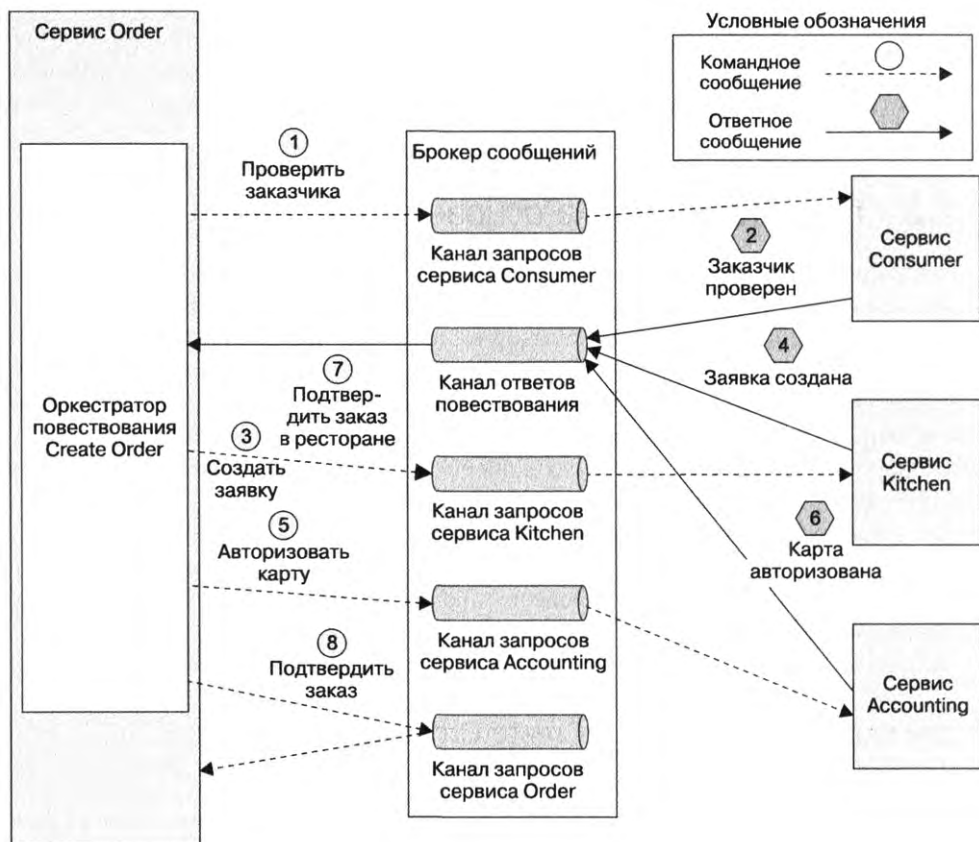 Сервис Order
Условные обозначения
Командное
сообщение
Ответное
сообщение
1
Проверить
заказчика
Брокер сообщений
Канал запросов
сервиса Consumer
2
Заказчик
проверен
Сервис
Consumer
4
Заявка создана
Канал ответов
повествования
7
Подтвер-
дить заказ
в ресторане
Оркестратор
повествования
Create Order
3
Создать
заявку
Канал запросов
сервиса Kitchen
Сервис
Kitchen
5
Авторизовать
карту
6
Карта
авторизована
Канал запросов
сервиса Accounting
8
Подтвердить
заказ
Сервис
Accounting
Канал запросов
сервиса Order